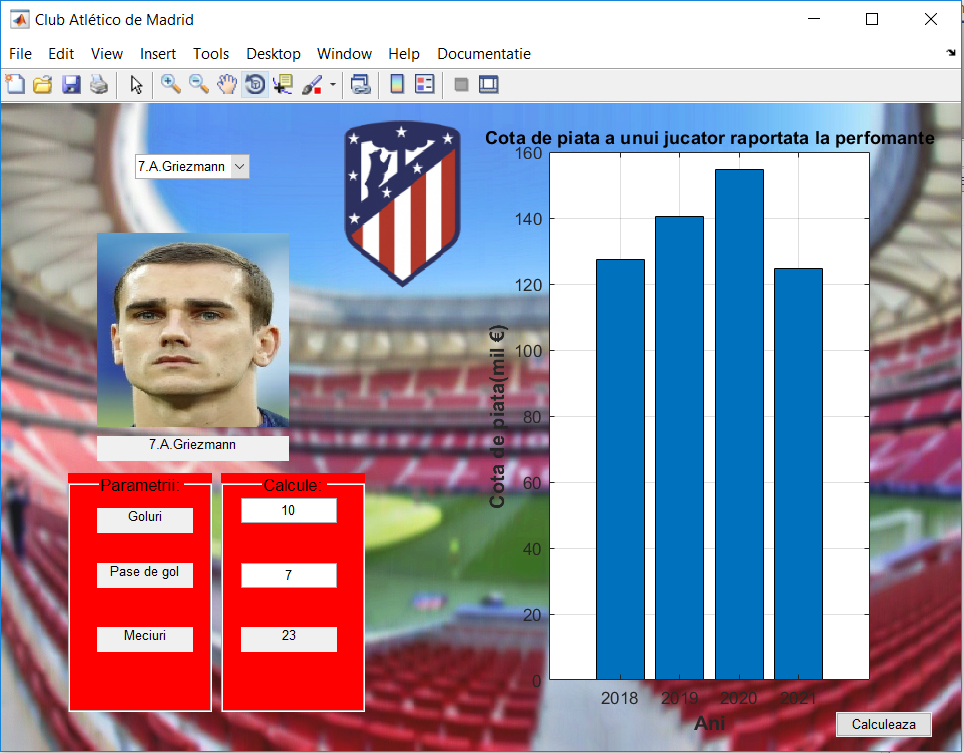 Club Atlético de Madrid
File Edit View Insert Tools Desktop Window Help Documentatie
7.A.Griezmann
7.A.Griezmann
Parametrii:
Goluri
Pase de gol
Meciuri
Calcule:
10
7
23
Cota de piata a unui jucator raportata la perfomante
Cota de piata(mil €)
160
140
120
100
80
60
40
20
0
2018 2019 2020 2021
Ani
Calculeaza